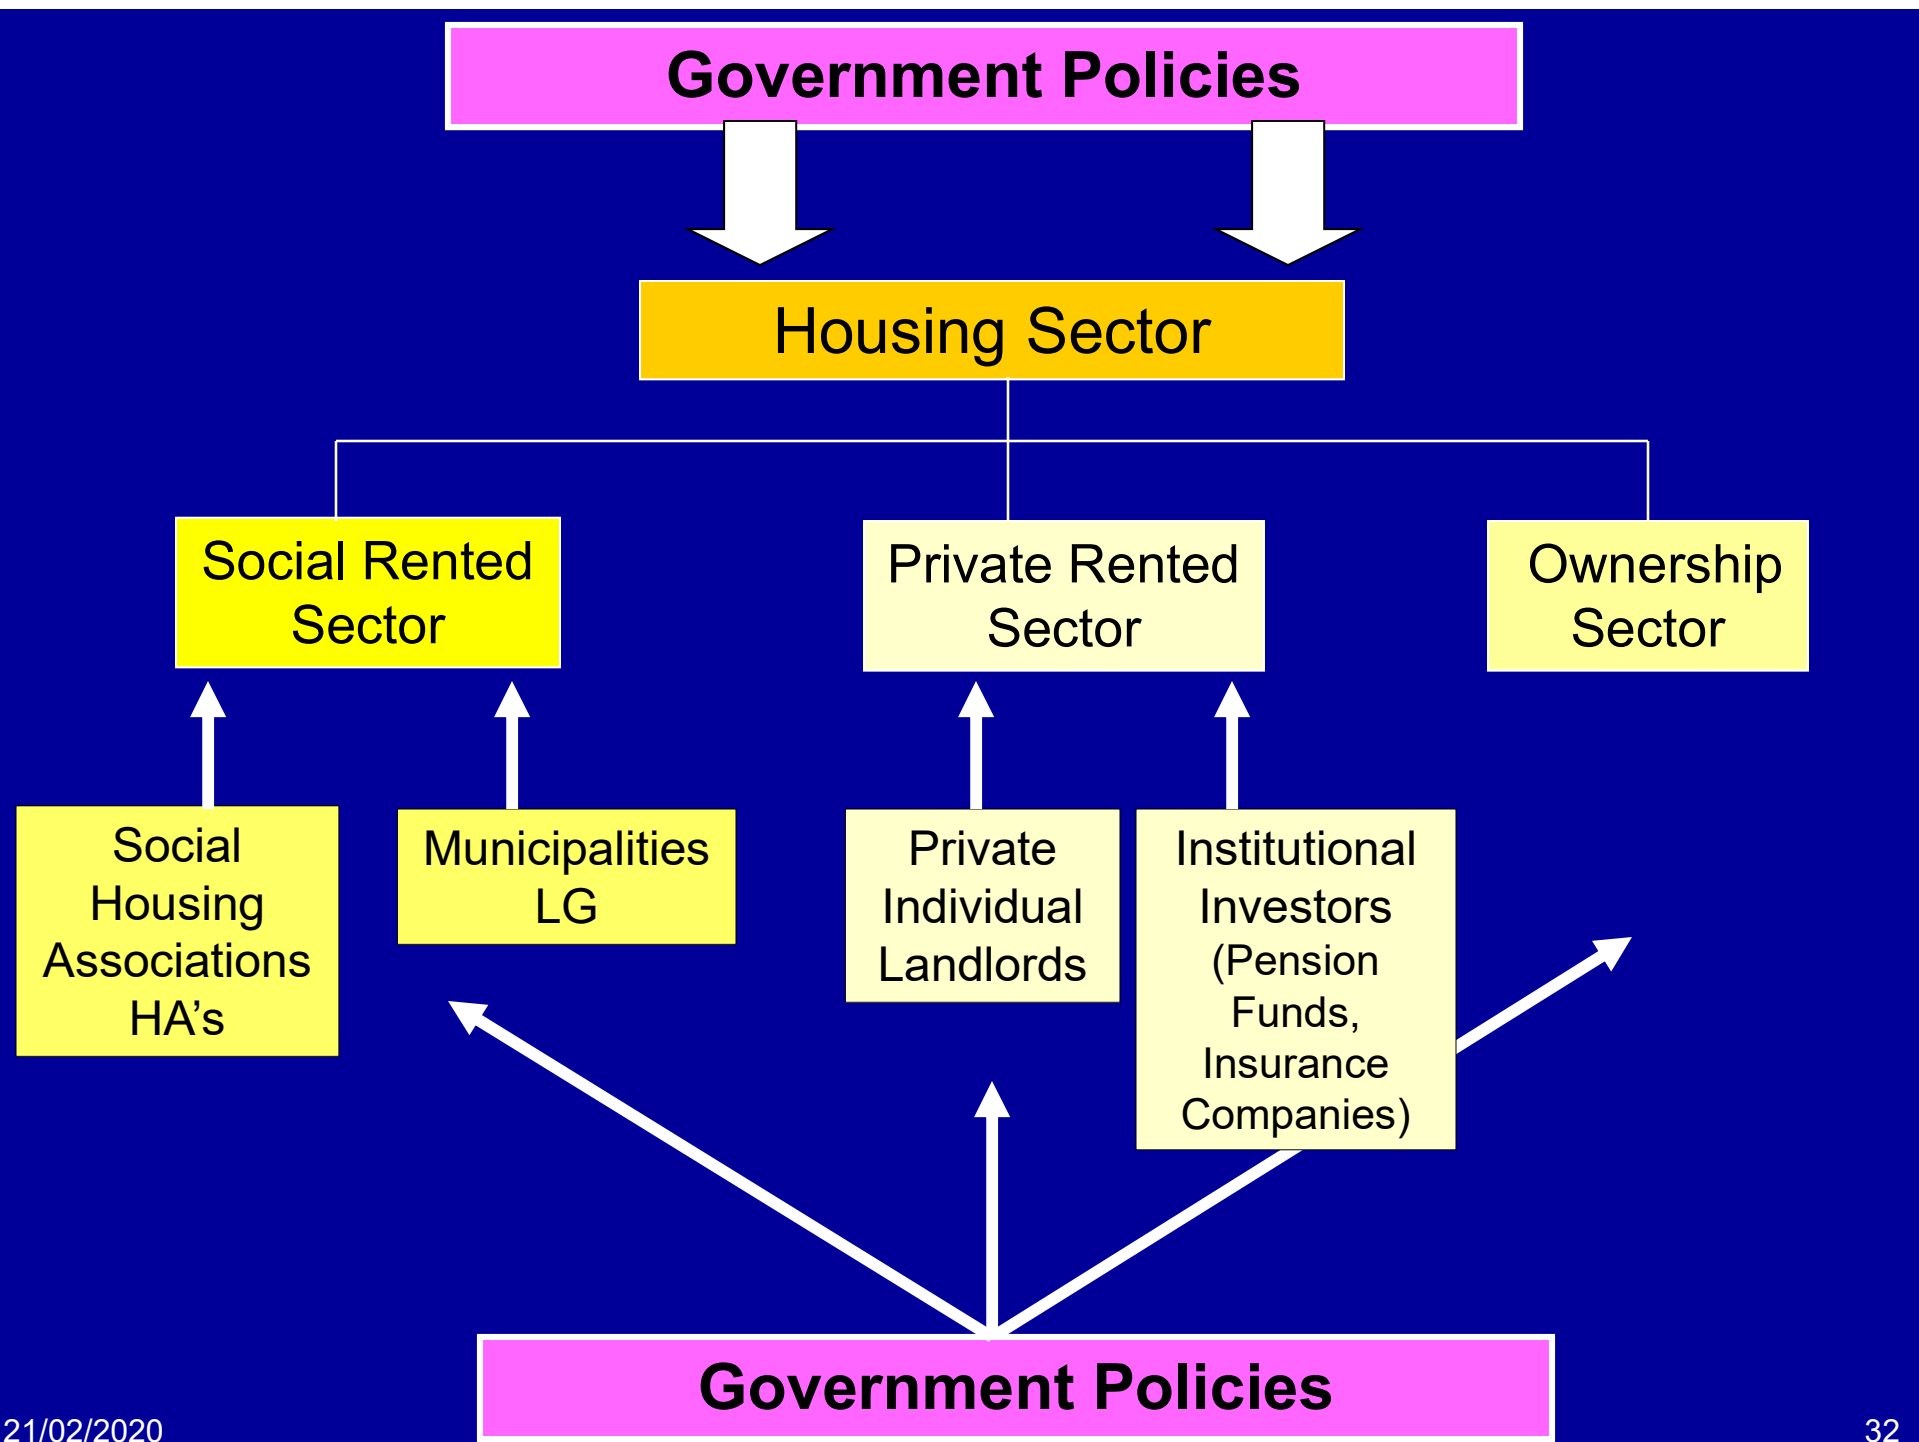 Government Policies
Housing Sector
Social Rented
Sector
Private Rented
Sector
Ownership
Sector
Social
Housing
Associations
HA’s
Municipalities
LG
Private
Individual
Landlords
Institutional
Investors
(Pension
Funds,
Insurance
Companies)
Government Policies
21/02/2020
32